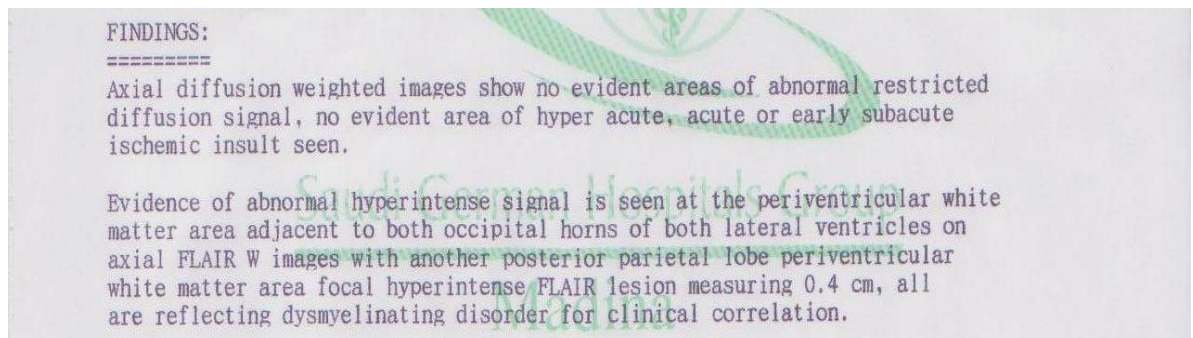 FINDINGS:
=========
Axial diffusion weighted images show no evident areas of abnormal restricted
diffusion signal, no evident area of hyper acute, acute or early subacute
ischemic insult seen.
Evidence of abnormal hyperintense signal is seen at the periventricular white
matter area adjacent to both occipital horns of both lateral ventricles on
axial FLAIR W images with another posterior parietal lobe periventricular
white matter area focal hyperintense FLAIR lesion measuring 0.4 cm, all
are reflecting dysmyelinating disorder for clinical correlation.
Saudi German Hospitals Group
Madina